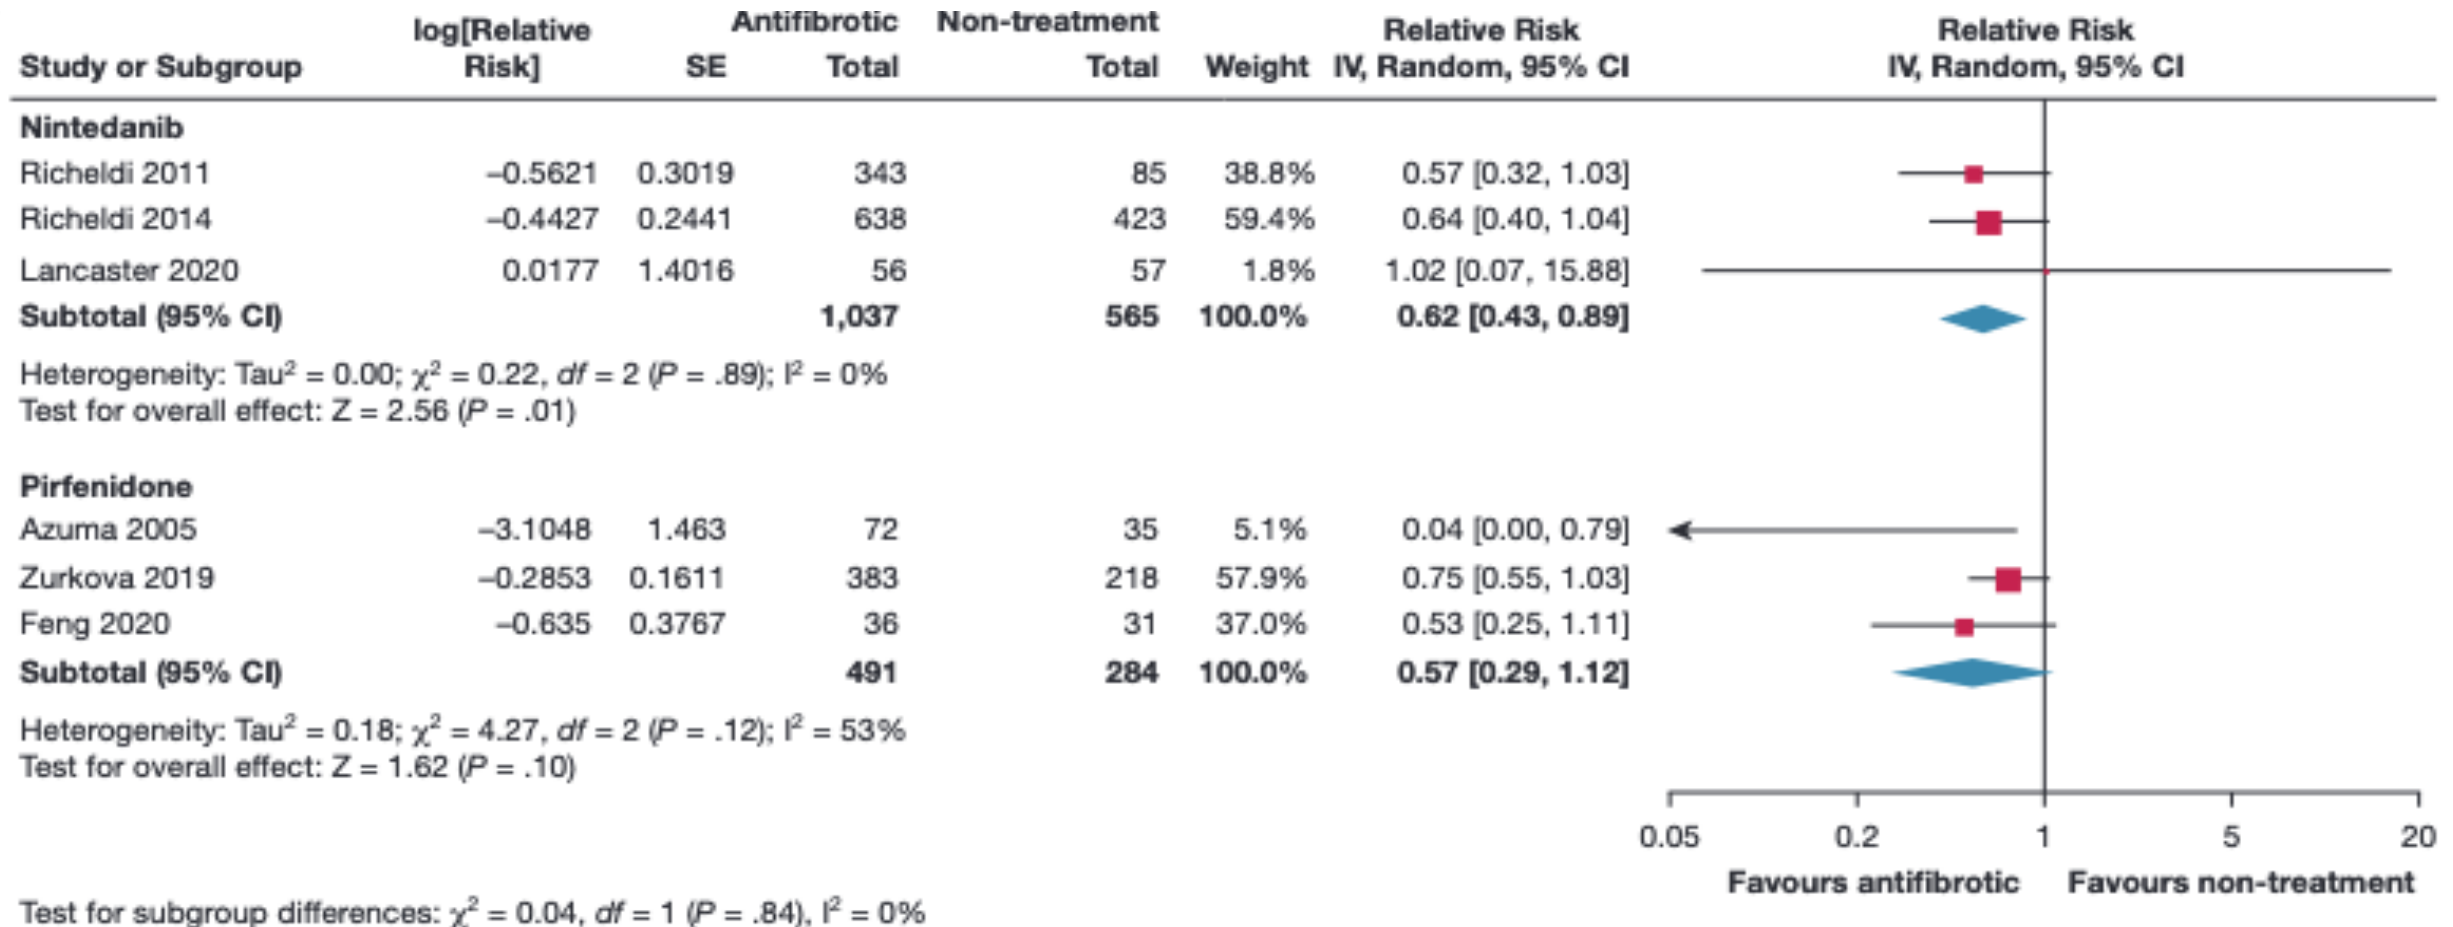 Study or Subgroup log[Relative Risk] SE Antifibrotic Total Non-treatment Total Weight Relative Risk IV, Random, 95% CI Relative Risk IV, Random, 95% CI
Nintedanib
Richeldi 2011 –0.5621 0.3019 343 85 38.8% 0.57 [0.32, 1.03]
Richeldi 2014 –0.4427 0.2441 638 423 59.4% 0.64 [0.40, 1.04]
Lancaster 2020 0.0177 1.4016 56 57 1.8% 1.02 [0.07, 15.88]
Subtotal (95% CI) 1,037 565 100.0% 0.62 [0.43, 0.89]
Heterogeneity: Tau² = 0.00; χ² = 0.22, df = 2 (P = .89); I² = 0%
Test for overall effect: Z = 2.56 (P = .01)
Pirfenidone
Azuma 2005 –3.1048 1.463 72 35 5.1% 0.04 [0.00, 0.79]
Zurkova 2019 –0.2853 0.1611 383 218 57.9% 0.75 [0.55, 1.03]
Feng 2020 –0.635 0.3767 36 31 37.0% 0.53 [0.25, 1.11]
Subtotal (95% CI) 491 284 100.0% 0.57 [0.29, 1.12]
Heterogeneity: Tau² = 0.18; χ² = 4.27, df = 2 (P = .12); I² = 53%
Test for overall effect: Z = 1.62 (P = .10)
0.05 0.2 1 5 20
Favours antifibrotic Favours non-treatment
Test for subgroup differences: χ² = 0.04, df = 1 (P = .84), I² = 0%